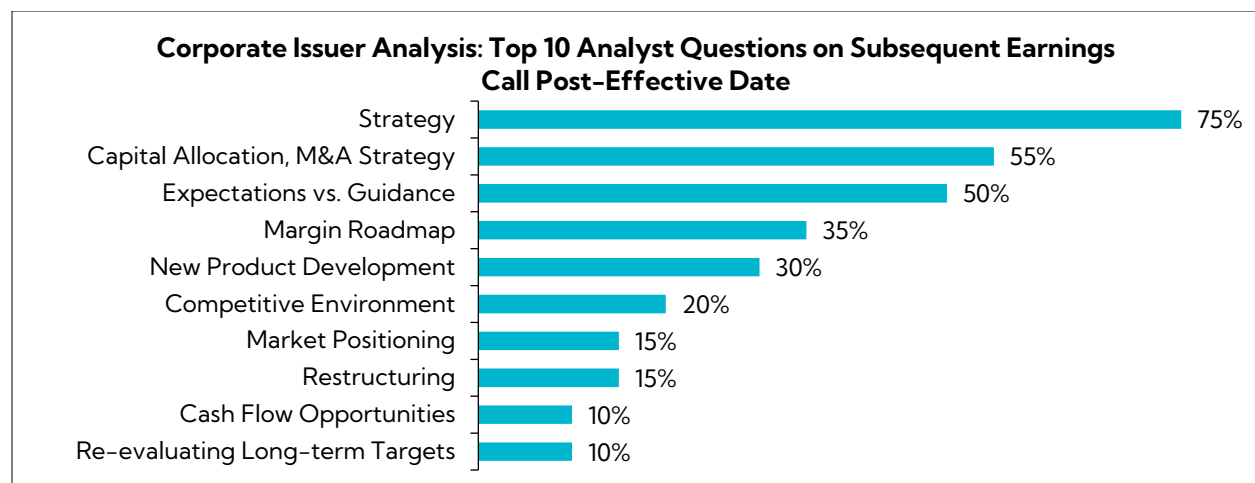 Corporate Issuer Analysis: Top 10 Analyst Questions on Subsequent Earnings
Call Post-Effective Date
Strategy 75%
Capital Allocation, M&A Strategy 55%
Expectations vs. Guidance 50%
Margin Roadmap 35%
New Product Development 30%
Competitive Environment 20%
Market Positioning 15%
Restructuring 15%
Cash Flow Opportunities 10%
Re-evaluating Long-term Targets 10%